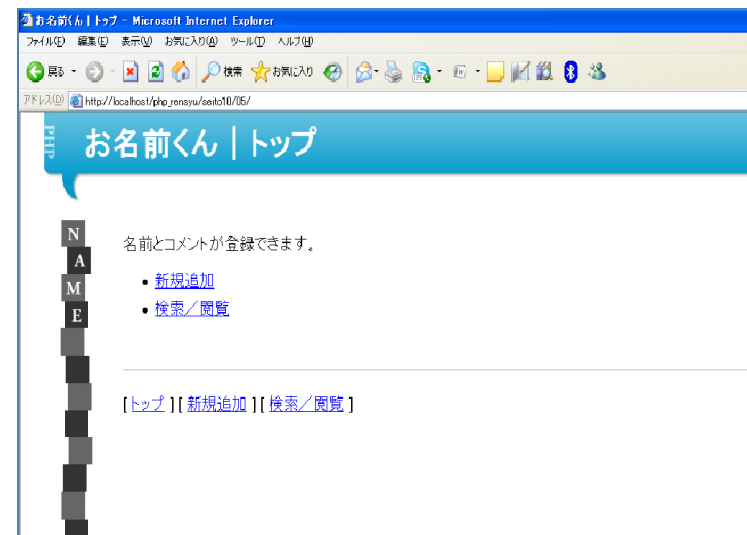 お名前くん | トップ - Microsoft Internet Explorer
ファイル(F) 編集(E) 表示(V) お気に入り(A) ツール(T) ヘルプ(H)
戻る 検索 お気に入り
アドレス(D) http://localhost/php_rensyu/seito10/05/
PHP
お名前くん｜トップ
N
A
M
E
名前とコメントが登録できます。
• 新規追加
• 検索／閲覧
[ トップ ][ 新規追加 ][ 検索／閲覧 ]